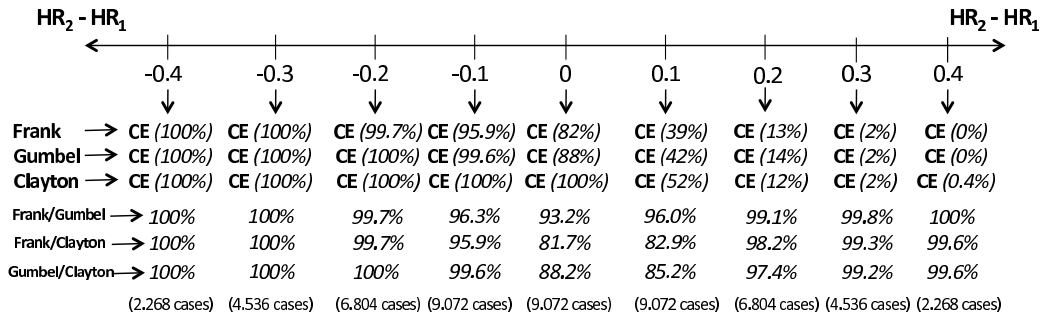 HR2 - HR1 HR2 - HR1
-0.4 -0.3 -0.2 -0.1 0 0.1 0.2 0.3 0.4
Frank CE (100%) CE (100%) CE (99.7%) CE (95.9%) CE (82%) CE (39%) CE (13%) CE (2%) CE (0%)
Gumbel CE (100%) CE (100%) CE (100%) CE (99.6%) CE (88%) CE (42%) CE (14%) CE (2%) CE (0%)
Clayton CE (100%) CE (100%) CE (100%) CE (100%) CE (100%) CE (52%) CE (12%) CE (2%) CE (0.4%)
Frank/Gumbel 100% 100% 99.7% 96.3% 93.2% 96.0% 99.1% 99.8% 100%
Frank/Clayton 100% 100% 99.7% 95.9% 81.7% 82.9% 98.2% 99.3% 99.6%
Gumbel/Clayton 100% 100% 100% 99.6% 88.2% 85.2% 97.4% 99.2% 99.6%
(2.268 cases) (4.536 cases) (6.804 cases) (9.072 cases) (9.072 cases) (9.072 cases) (6.804 cases) (4.536 cases) (2.268 cases)